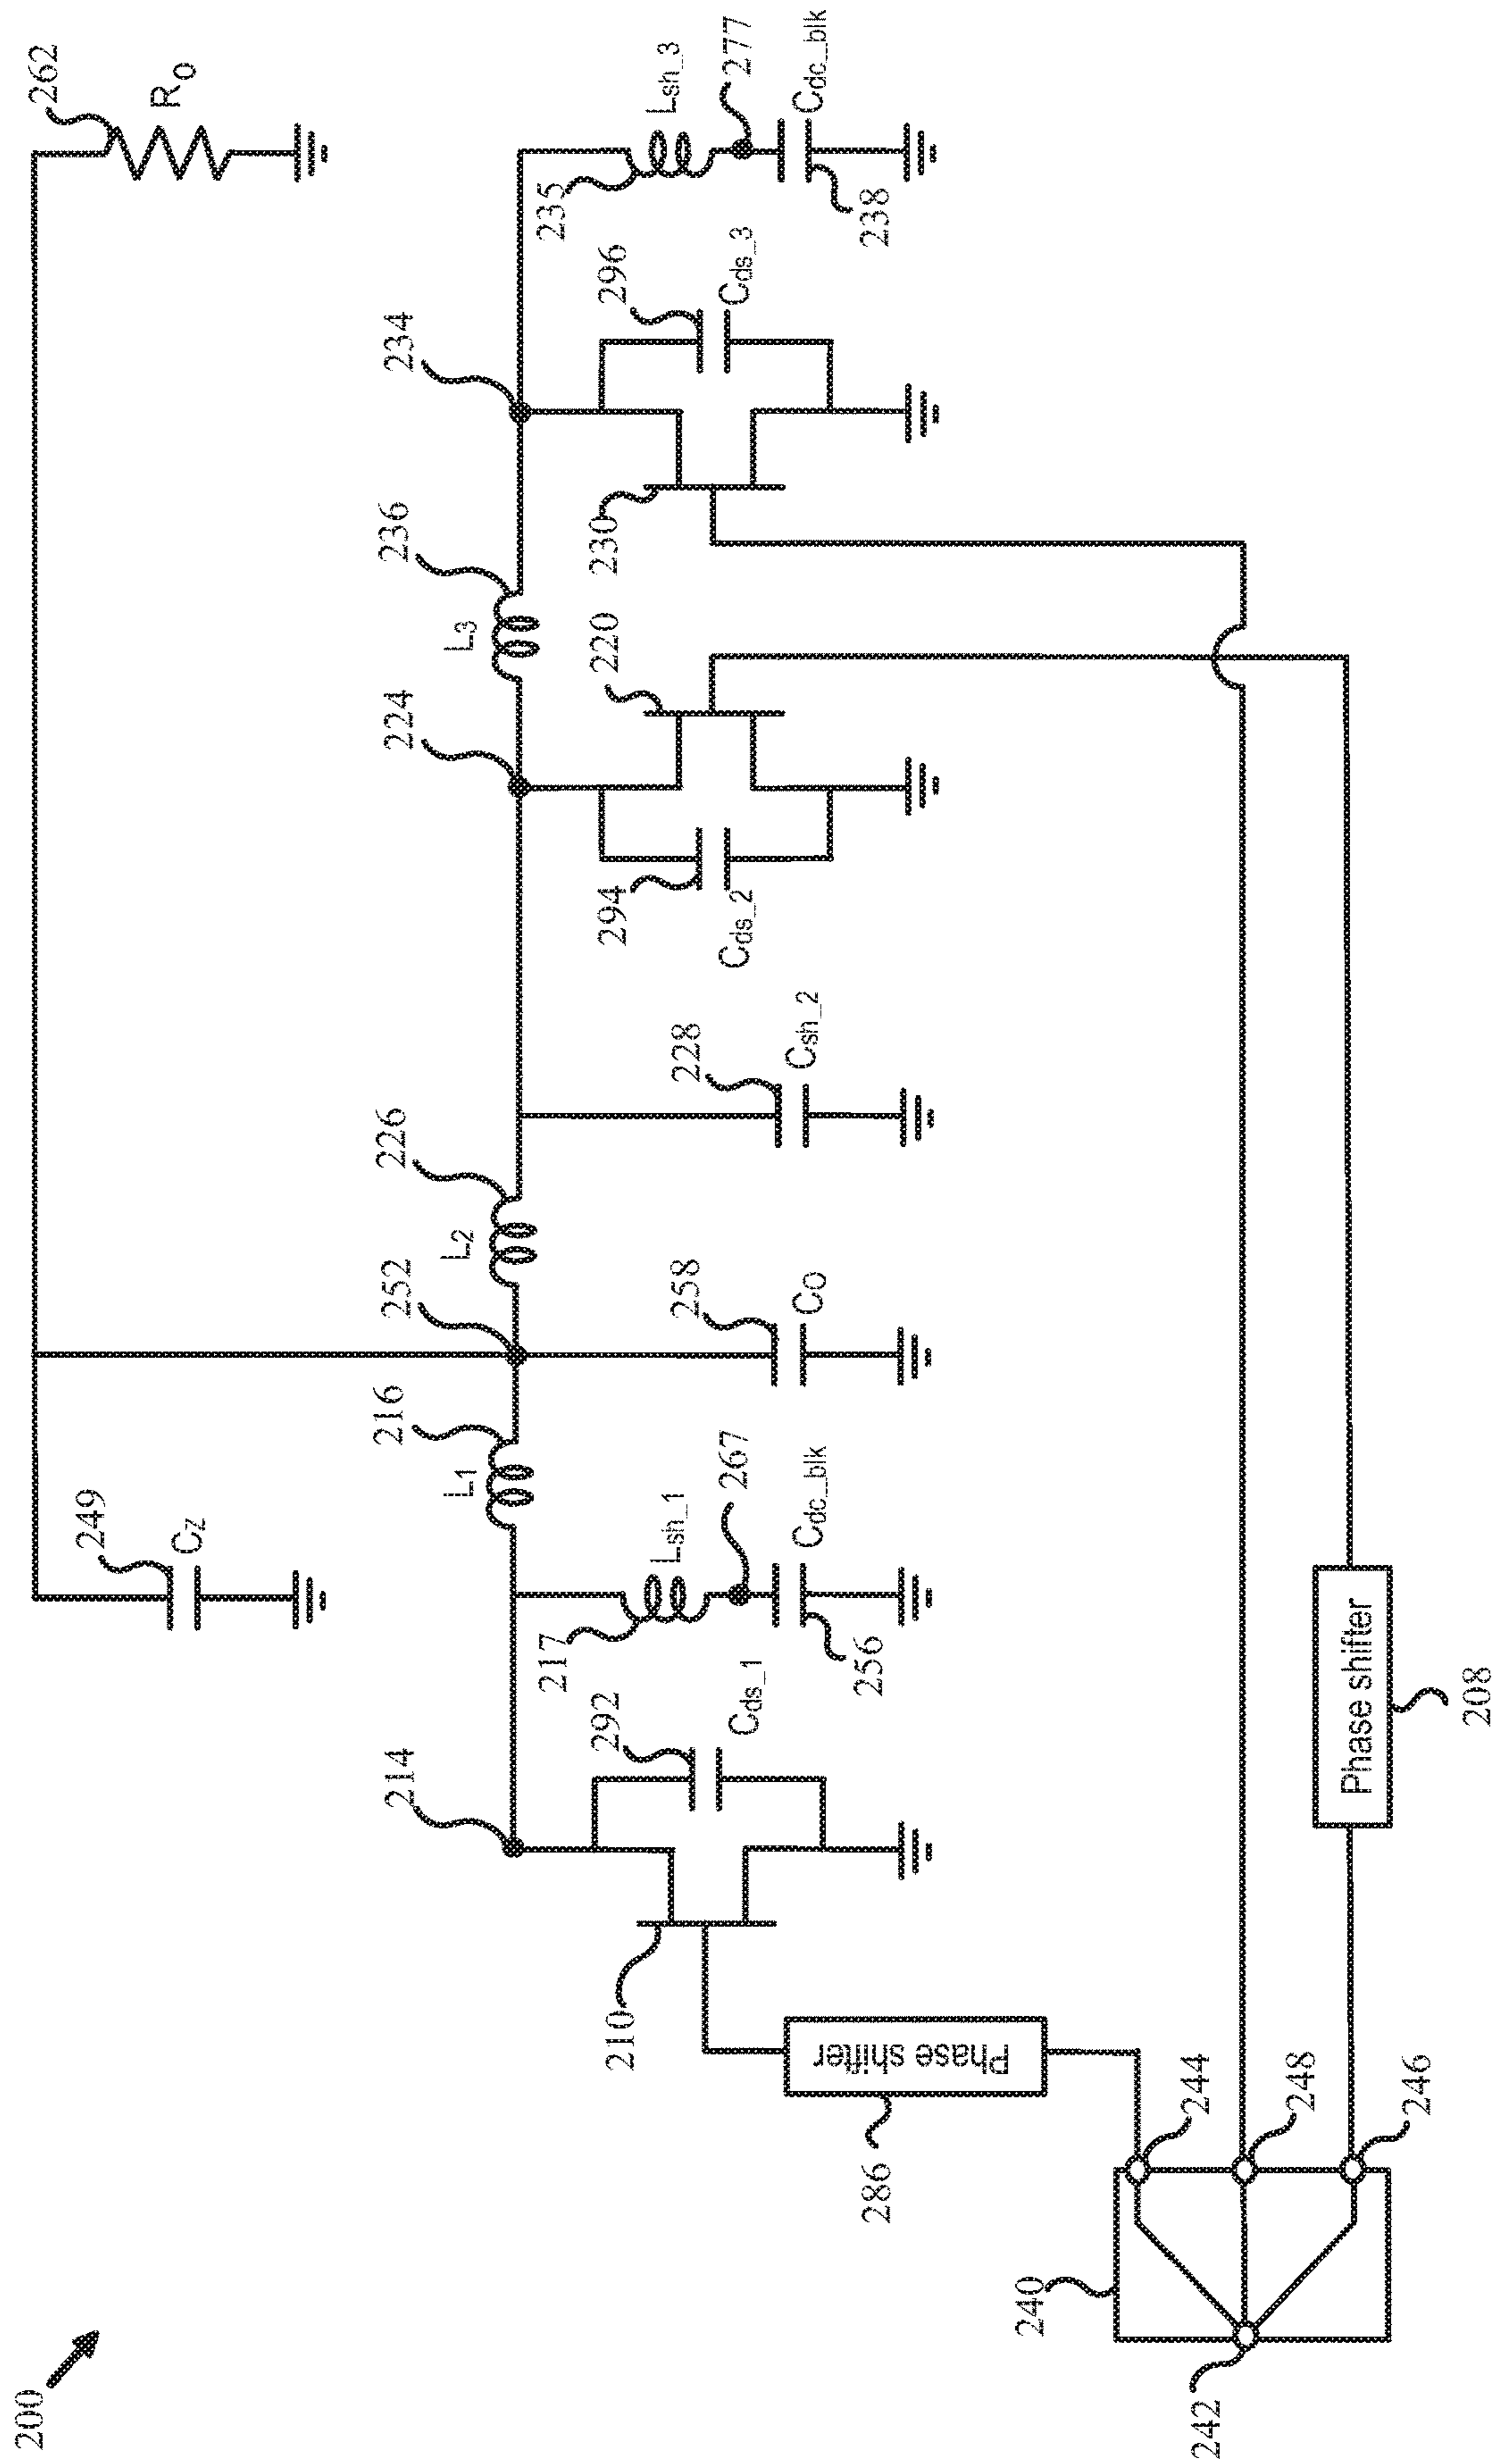 200
262
R0
249
CZ
214
216
252
226
224
236
234
L1
L2
L3
210
292
Cds_1
217
Lsh_1
267
256
Cdc_blk
258
CO
228
Csh_2
294
Cds_2
220
230
296
Cds_3
235
Lsh_3
277
238
Cdc_blk
286
Phase shifter
240
242
244
248
246
Phase shifter
208